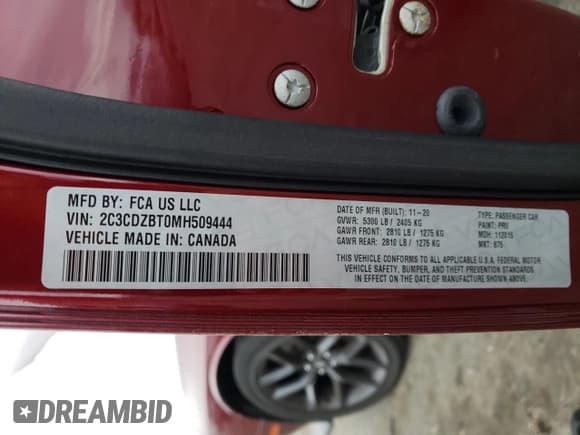 MFD BY: FCA US LLC
VIN: 2C3CDZBT0MH509444
VEHICLE MADE IN: CANADA
DATE OF MFR (BUILT): 11-20
GVWR: 5300 LB / 2405 KG
GAWR FRONT: 2810 LB / 1275 KG
GAWR REAR: 2810 LB / 1275 KG
TYPE: PASSENGER CAR
PAINT: PRV
MDH: 112015
MKT: 875
THIS VEHICLE CONFORMS TO ALL APPLICABLE U.S.A. FEDERAL MOTOR
VEHICLE SAFETY, BUMPER, AND THEFT PREVENTION STANDARDS
IN EFFECT ON THE DATE OF MANUFACTURE SHOWN ABOVE.
DREAMBID